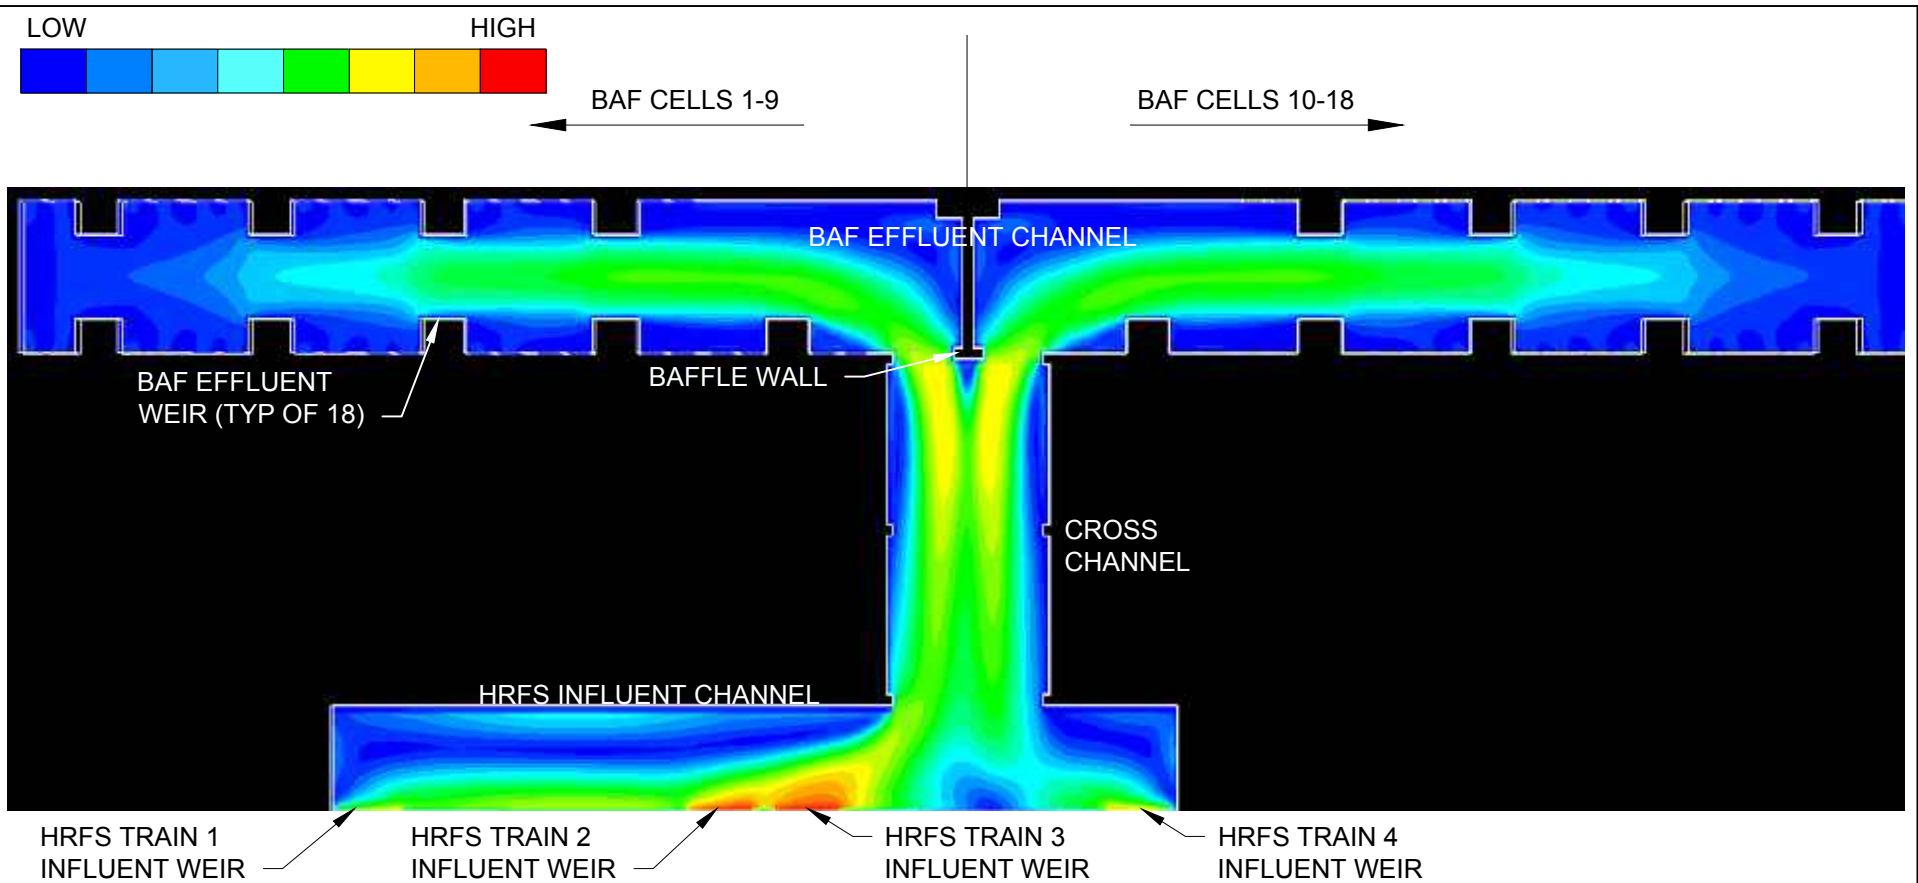 LOW HIGH
BAF CELLS 1-9
BAF CELLS 10-18
BAF EFFLUENT CHANNEL
BAF EFFLUENT
WEIR (TYP OF 18)
BAFFLE WALL
CROSS
CHANNEL
HRFS INFLUENT CHANNEL
HRFS TRAIN 1
INFLUENT WEIR
HRFS TRAIN 2
INFLUENT WEIR
HRFS TRAIN 3
INFLUENT WEIR
HRFS TRAIN 4
INFLUENT WEIR